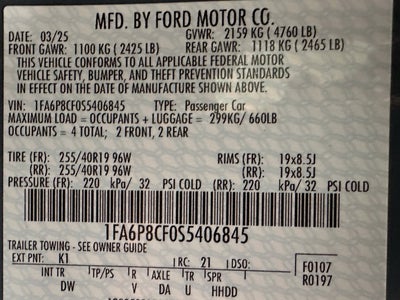 MFD. BY FORD MOTOR CO.
DATE: 03/25 GVWR: 2159 KG ( 4760 LB)
FRONT GAWR: 1100 KG ( 2425 LB) REAR GAWR: 1118 KG ( 2465 LB)
THIS VEHICLE CONFORMS TO ALL APPLICABLE FEDERAL MOTOR
VEHICLE SAFETY, BUMPER, AND THEFT PREVENTION STANDARDS
IN EFFECT ON THE DATE OF MANUFACTURE SHOWN ABOVE.
VIN: 1FA6P8CF0S5406845 TYPE: Passenger Car
MAXIMUM LOAD = OCCUPANTS + LUGGAGE = 299KG/ 660LB
OCCUPANTS = 4 TOTAL; 2 FRONT, 2 REAR
TIRE (FR): 255/40R19 96W RIMS (FR): 19x8.5J
(RR): 255/40R19 96W (RR): 19x8.5J
PRESSURE (FR): 220 kPa/ 32 PSI COLD (RR): 220 kPa/ 32 PSI COLD
1FA6P8CF0S5406845
TRAILER TOWING - SEE OWNER GUIDE
EXT PNT: K1 RC: 21 DSO: F0107
INT TR TP/PS R AXLE TR SPR R0197
DW V DA U HHDD